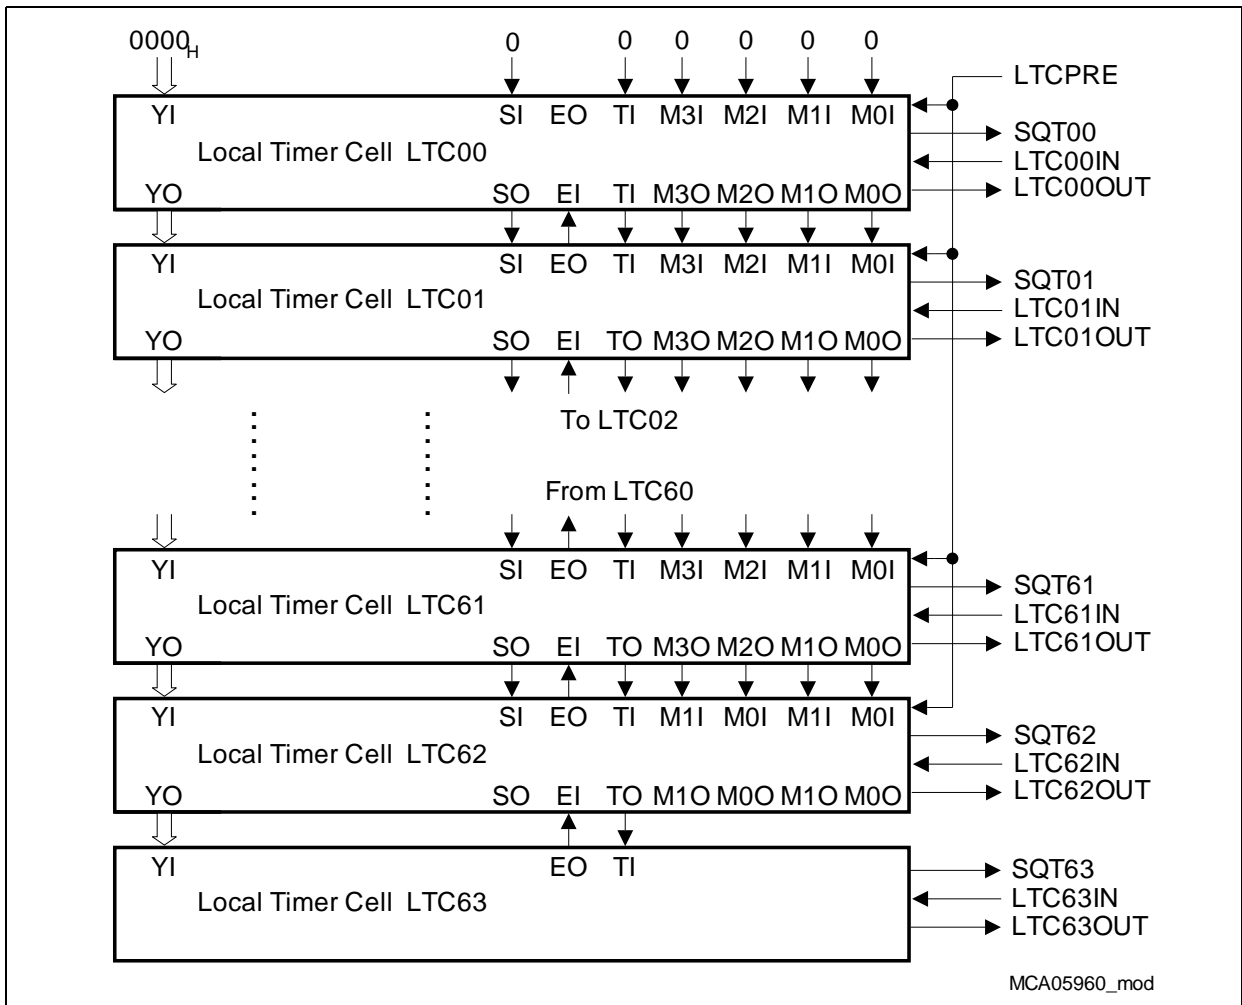 0000H 0 0 0 0 0 0
LTCPRE
YI SI EO TI M3I M2I M1I M0I
SQT00
Local Timer Cell LTC00
LTC00IN
YO SO EI TI M3O M2O M1O M0O
LTC00OUT
YI SI EO TI M3I M2I M1I M0I
SQT01
Local Timer Cell LTC01
LTC01IN
YO SO EI TO M3O M2O M1O M0O
LTC01OUT
To LTC02
From LTC60
YI SI EO TI M3I M2I M1I M0I
SQT61
Local Timer Cell LTC61
LTC61IN
YO SO EI TO M3O M2O M1O M0O
LTC61OUT
YI SI EO TI M1I M0I M1I M0I
SQT62
Local Timer Cell LTC62
LTC62IN
YO SO EI TO M1O M0O M1O M0O
LTC62OUT
YI EO TI
SQT63
Local Timer Cell LTC63
LTC63IN
LTC63OUT
MCA05960_mod